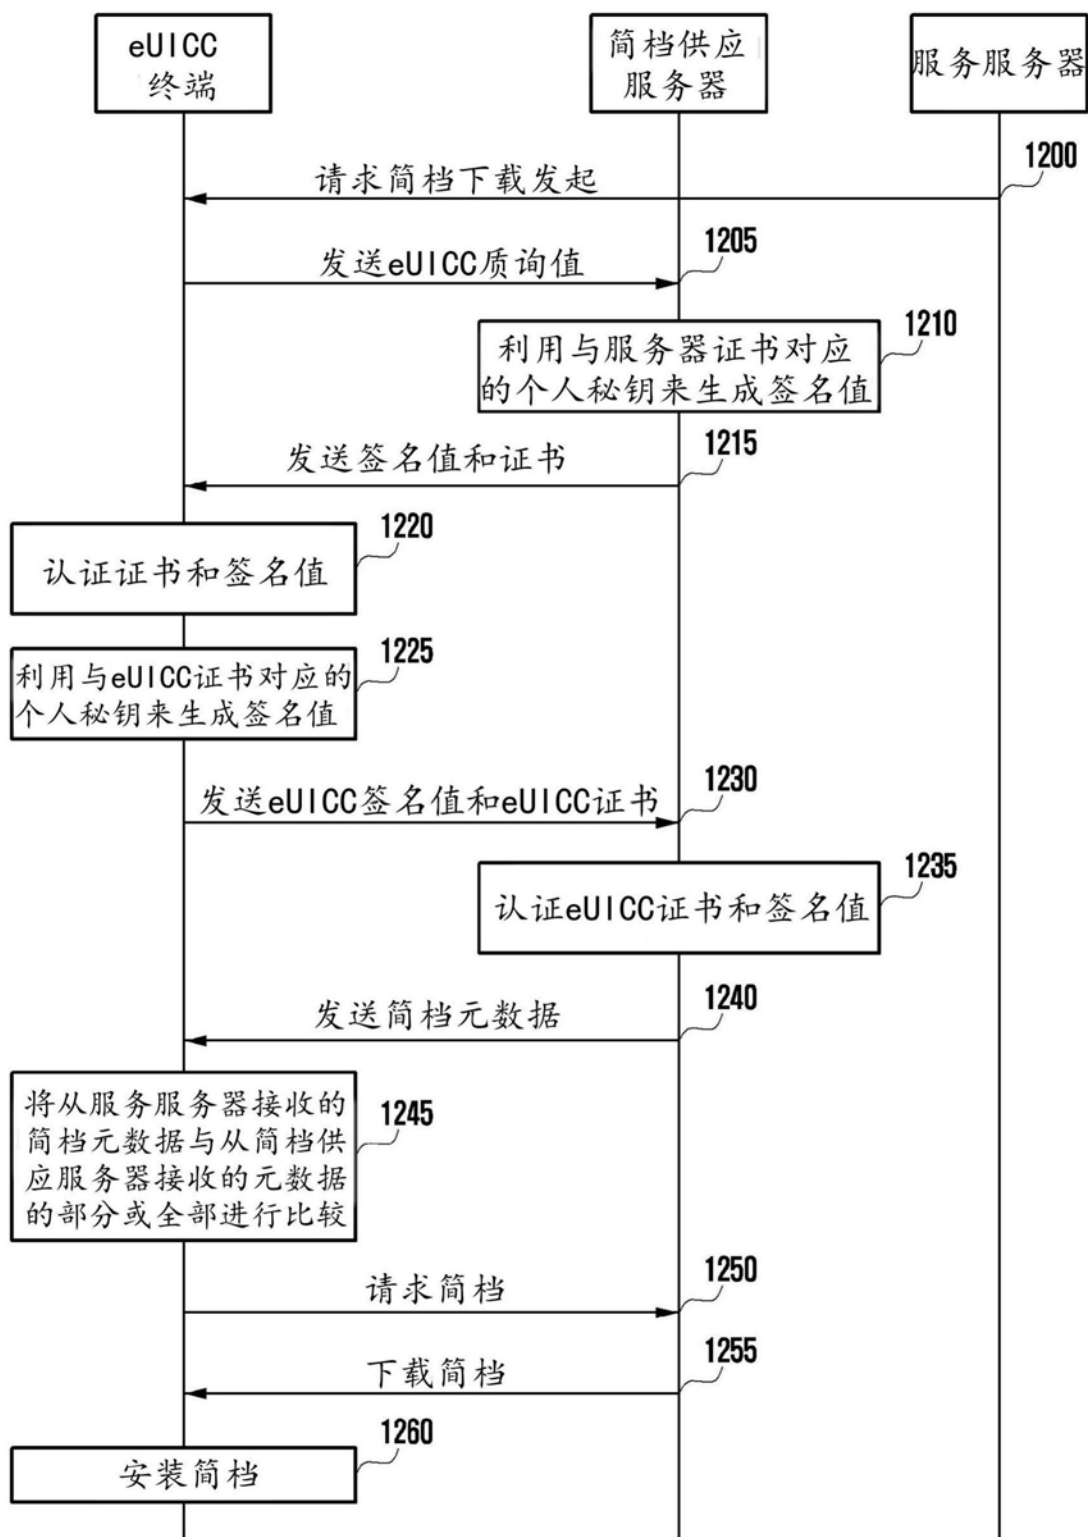 eUICC
终端
简档供应
服务器
服务服务器
请求简档下载发起
1200
发送eUICC质询值
1205
利用与服务器证书对应
的个人秘钥来生成签名值
1210
发送签名值和证书
1215
认证证书和签名值
1220
利用与eUICC证书对应的
个人秘钥来生成签名值
1225
发送eUICC签名值和eUICC证书
1230
认证eUICC证书和签名值
1235
发送简档元数据
1240
将从服务服务器接收的
简档元数据与从简档供
应服务器接收的元数据
的部分或全部进行比较
1245
请求简档
1250
下载简档
1255
安装简档
1260